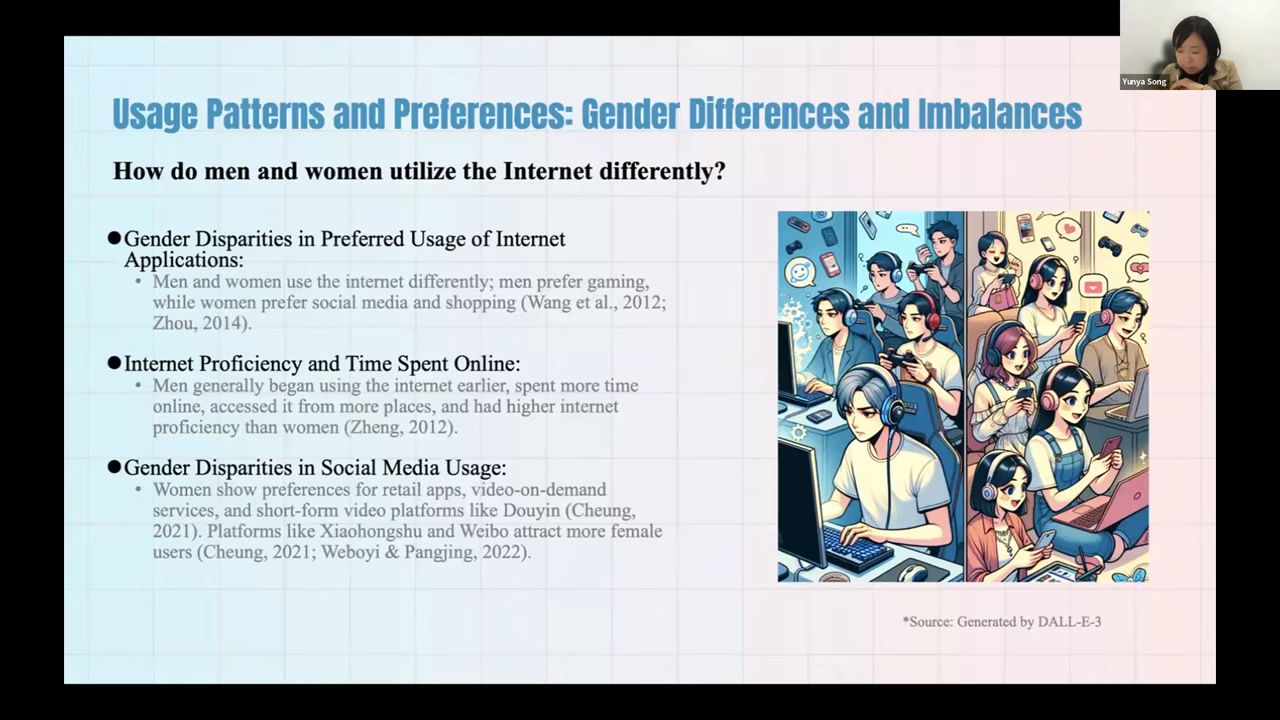 Yunya Song
Usage Patterns and Preferences: Gender Differences and Imbalances
How do men and women utilize the Internet differently?
●Gender Disparities in Preferred Usage of Internet
Applications:
• Men and women use the internet differently; men prefer gaming,
while women prefer social media and shopping (Wang et al., 2012;
Zhou, 2014).
●Internet Proficiency and Time Spent Online:
• Men generally began using the internet earlier, spent more time
online, accessed it from more places, and had higher internet
proficiency than women (Zheng, 2012).
●Gender Disparities in Social Media Usage:
• Women show preferences for retail apps, video-on-demand
services, and short-form video platforms like Douyin (Cheung,
2021). Platforms like Xiaohongshu and Weibo attract more female
users (Cheung, 2021; Weboyi & Pangjing, 2022).
*Source: Generated by DALL-E-3